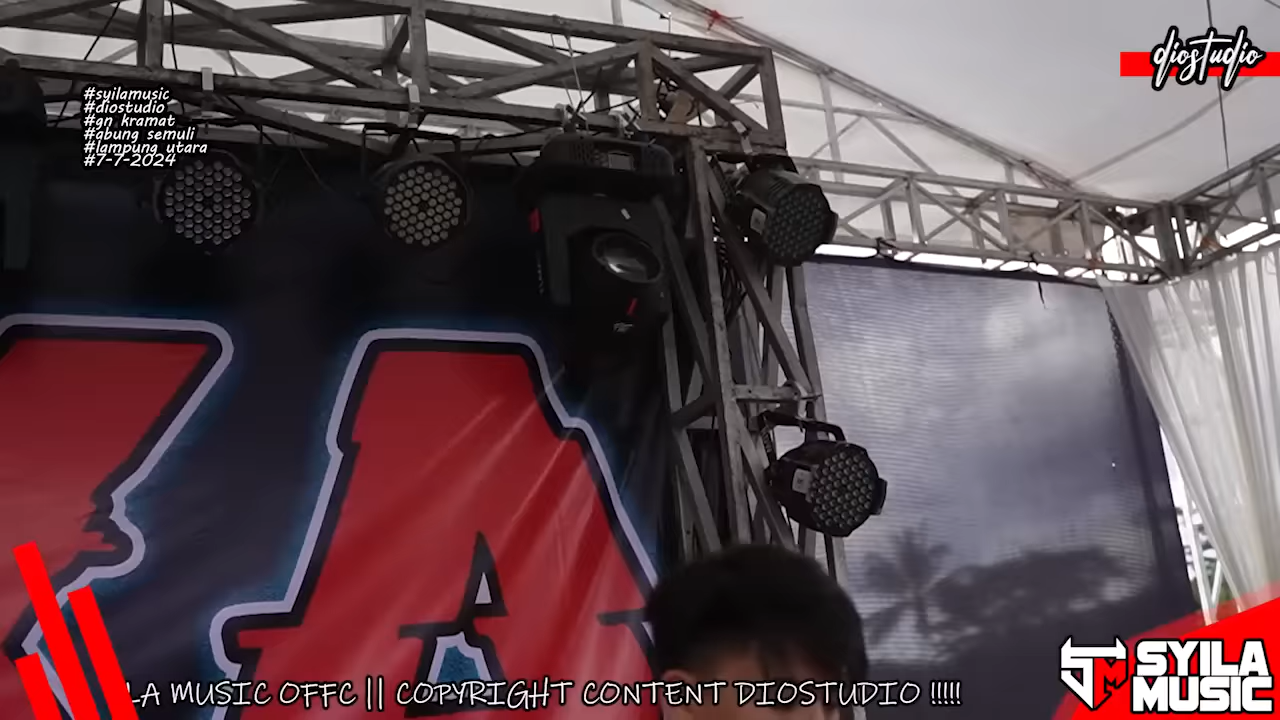 diostudio
#syilamusic
#diostudio
#gn kramat
#abung semuli
#lampung utara
#7-7-2024
A
LA MUSIC OFFC || COPYRIGHT CONTENT DIOSTUDIO !!!!!
SM
SYILA
MUSIC